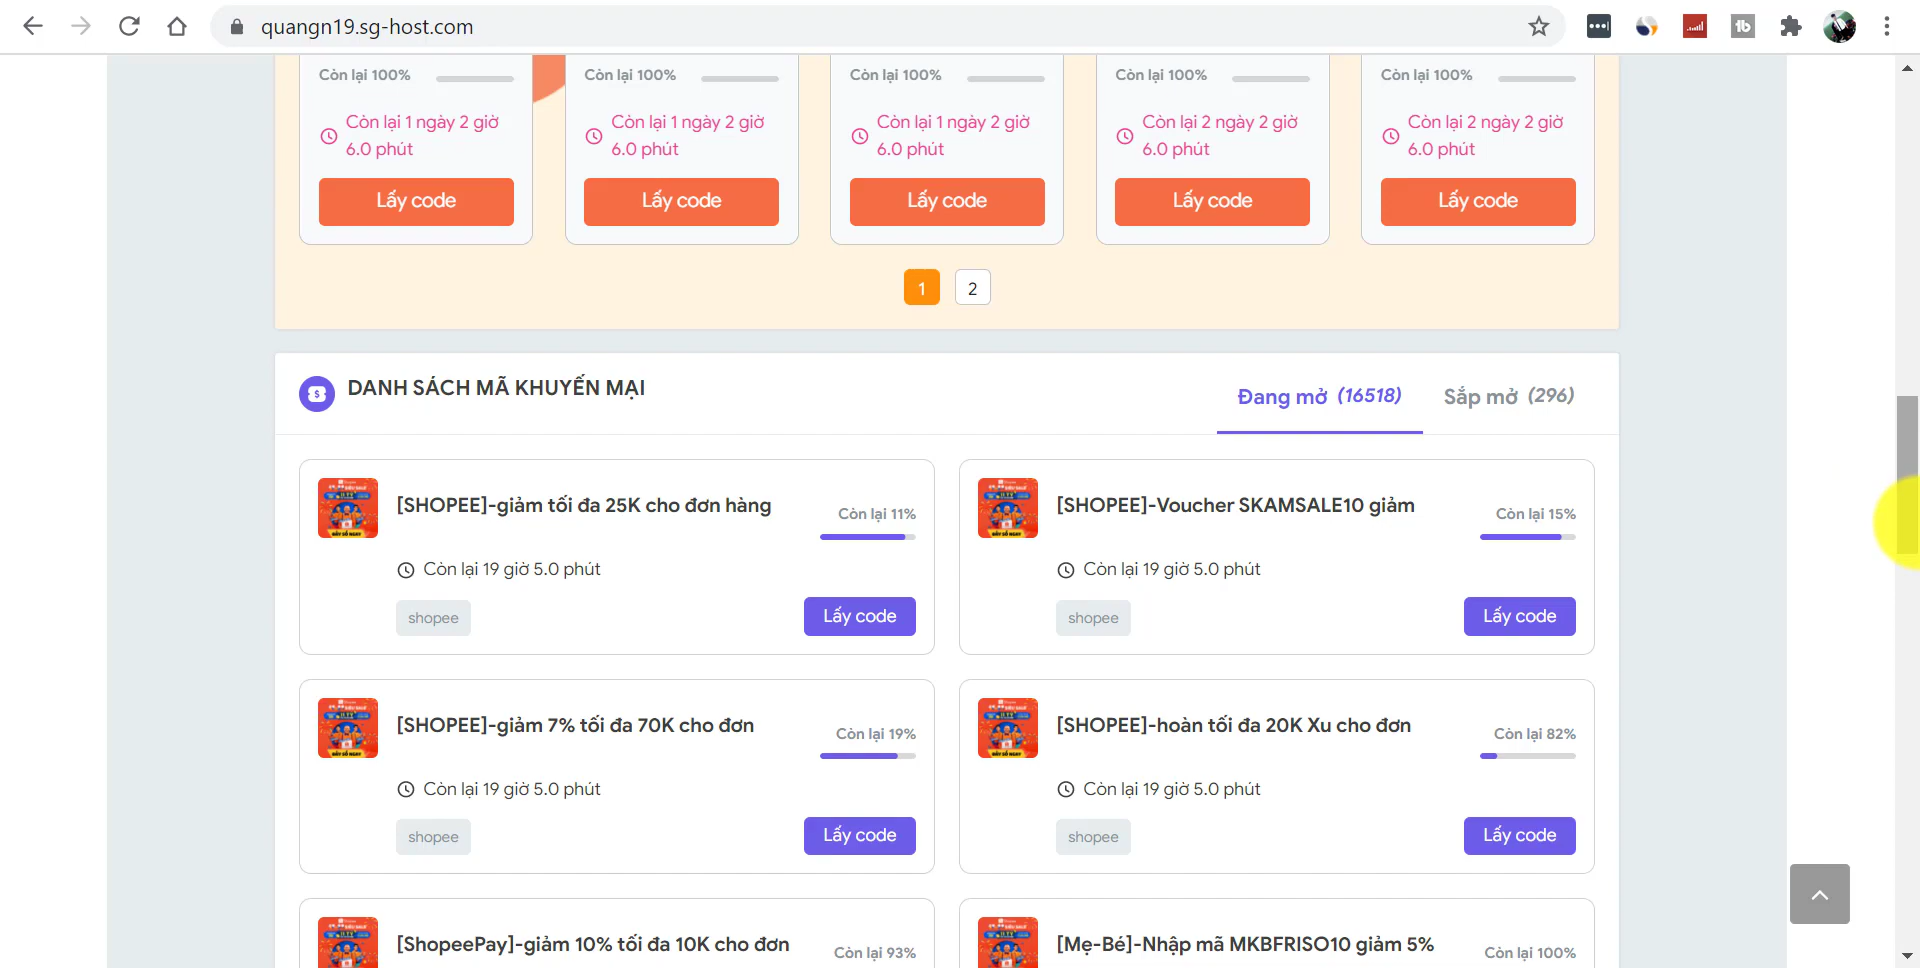 quangn19.sg-host.com
Còn lại 100%
Còn lại 100%
Còn lại 100%
Còn lại 100%
Còn lại 100%
Còn lại 1 ngày 2 giờ
6.0 phút
Còn lại 1 ngày 2 giờ
6.0 phút
Còn lại 1 ngày 2 giờ
6.0 phút
Còn lại 2 ngày 2 giờ
6.0 phút
Còn lại 2 ngày 2 giờ
6.0 phút
Lấy code
Lấy code
Lấy code
Lấy code
Lấy code
1
2
DANH SÁCH MÃ KHUYẾN MẠI
Đang mở (16518)
Sắp mở (296)
[SHOPEE]-giảm tối đa 25K cho đơn hàng
Còn lại 11%
Còn lại 19 giờ 5.0 phút
shopee
Lấy code
[SHOPEE]-Voucher SKAMSALE10 giảm
Còn lại 15%
Còn lại 19 giờ 5.0 phút
shopee
Lấy code
[SHOPEE]-giảm 7% tối đa 70K cho đơn
Còn lại 19%
Còn lại 19 giờ 5.0 phút
shopee
Lấy code
[SHOPEE]-hoàn tối đa 20K Xu cho đơn
Còn lại 82%
Còn lại 19 giờ 5.0 phút
shopee
Lấy code
[ShopeePay]-giảm 10% tối đa 10K cho đơn
Còn lại 93%
[Mẹ-Bé]-Nhập mã MKBFRISO10 giảm 5%
Còn lại 100%